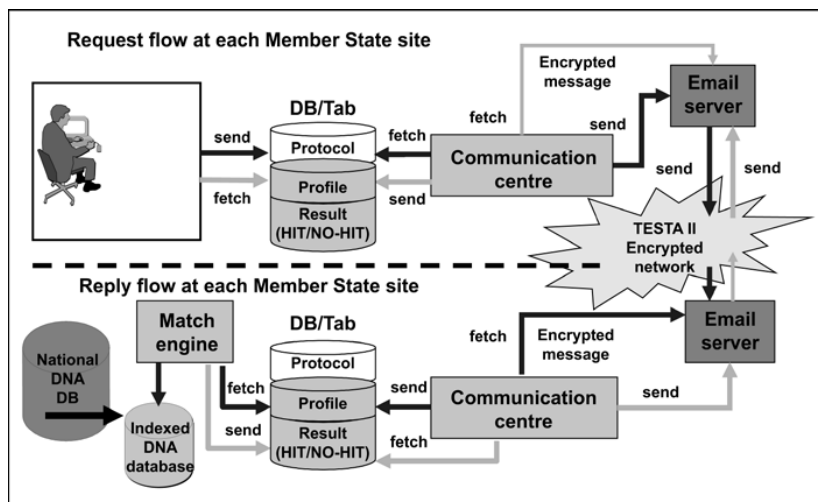 Request flow at each Member State site
Encrypted
message
Email
server
DB/Tab
fetch
send
fetch
send
Protocol
Communication
centre
send
send
Profile
fetch
send
Result
(HIT/NO-HIT)
TESTA II
Encrypted
network
Reply flow at each Member State site
Match
engine
DB/Tab
fetch
Encrypted
message
Email
server
National
DNA
DB
Protocol
fetch
send
Profile
Communication
centre
send
send
Indexed
DNA
database
Result
(HIT/NO-HIT)
fetch